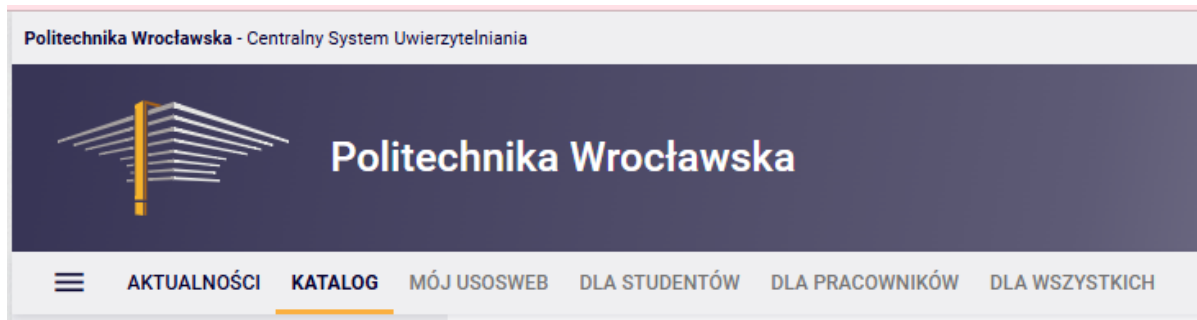 Politechnika Wrocławska - Centralny System Uwierzytelniania
Politechnika Wrocławska
AKTUALNOŚCI KATALOG MÓJ USOSWEB DLA STUDENTÓW DLA PRACOWNIKÓW DLA WSZYSTKICH